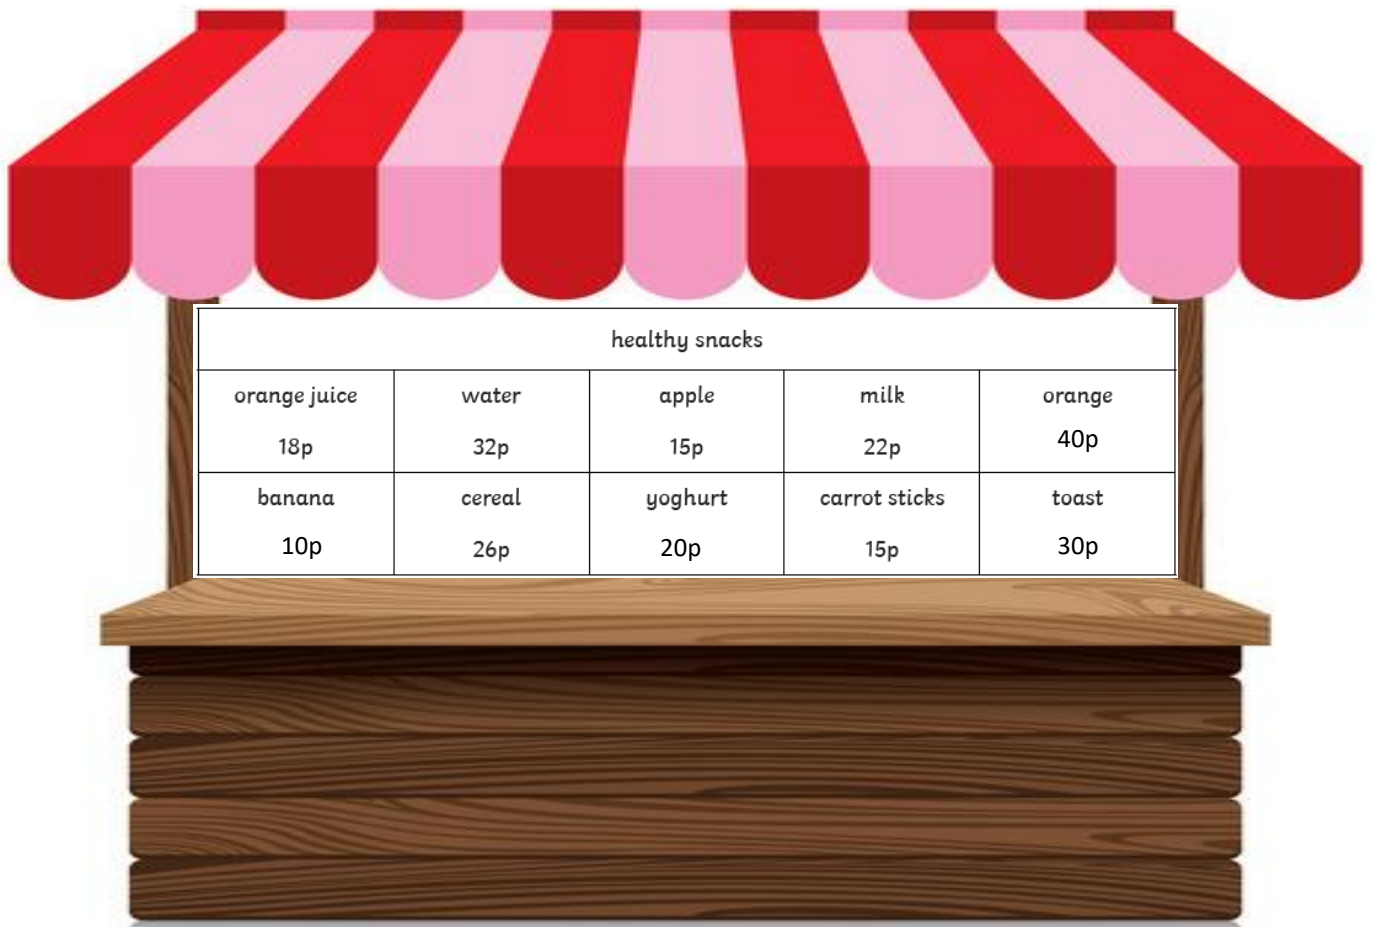 healthy snacks
orange juice water apple milk orange
18p 32p 15p 22p 40p
banana cereal yoghurt carrot sticks toast
10p 26p 20p 15p 30p